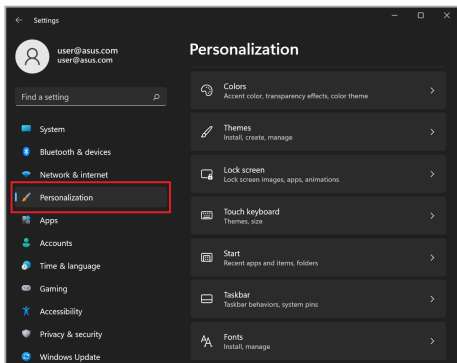 Settings
user@asus.com
user@asus.com
Find a setting
System
Bluetooth & devices
Network & internet
Personalization
Apps
Accounts
Time & language
Gaming
Accessibility
Privacy & security
Windows Update
Personalization
Colors
Accent color, transparency effects, color theme
Themes
Install, create, manage
Lock screen
Lock screen images, apps, animations
Touch keyboard
Themes, size
Start
Recent apps and items, folders
Taskbar
Taskbar behaviors, system pins
Fonts
Install, manage